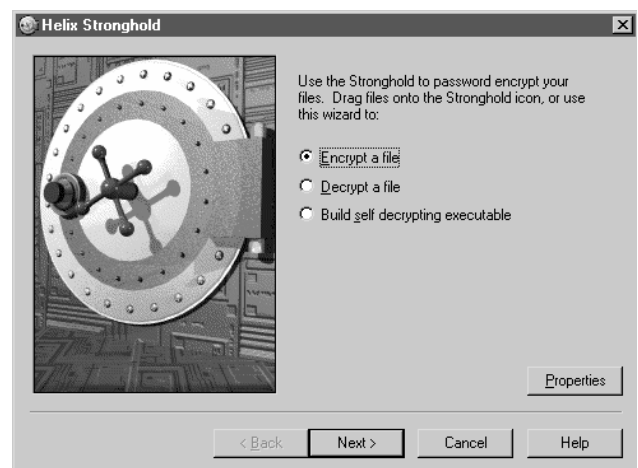 Helix Stronghold
Use the Stronghold to password encrypt your
files. Drag files onto the Stronghold icon, or use
this wizard to:
Encrypt a file
Decrypt a file
Build self decrypting executable
Properties
< Back
Next >
Cancel
Help